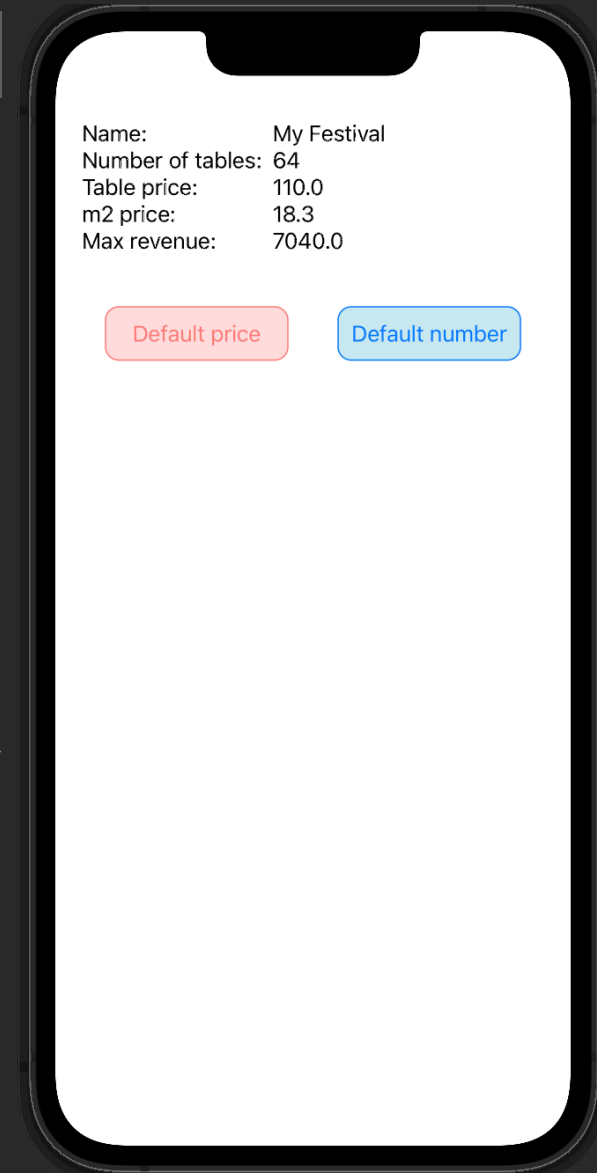 Name: My Festival
Number of tables: 64
Table price: 110.0
m2 price: 18.3
Max revenue: 7040.0
Default price Default number